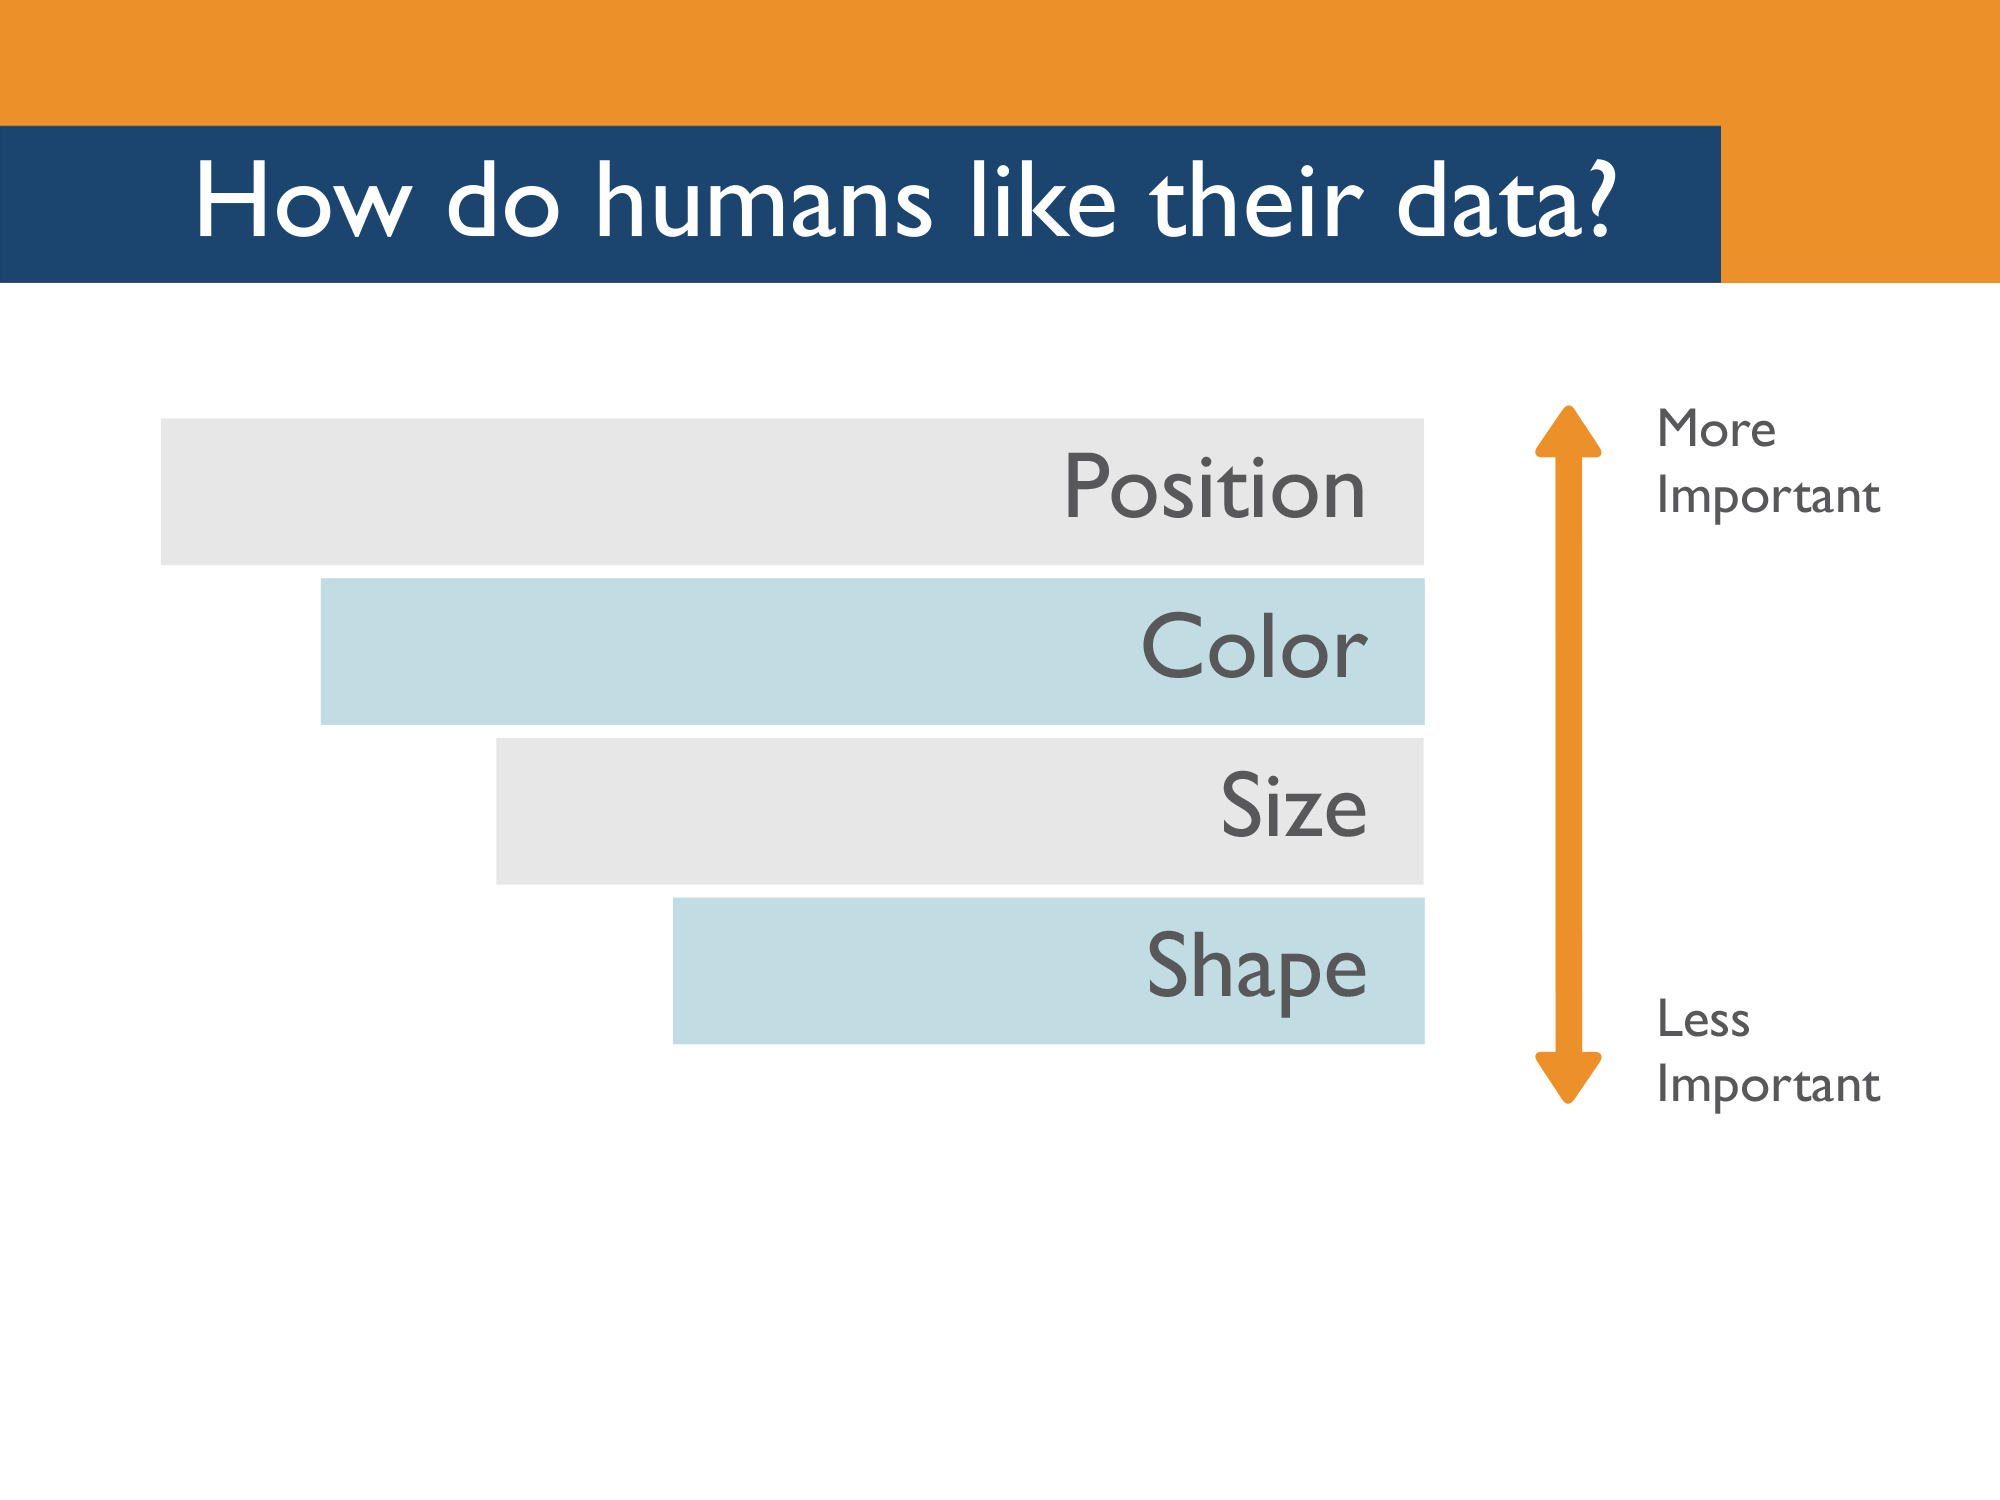 How do humans like their data?
Position
Color
Size
Shape
More
Important
Less
Important